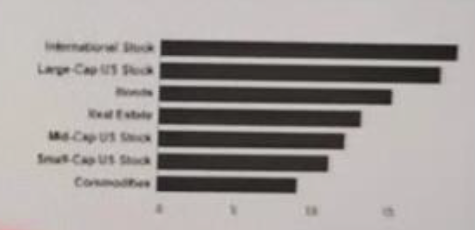 International Stock
Large-Cap US Stock
Bonds
Real Estate
Mid-Cap US Stock
Small-Cap US Stock
Commodities
0 5 10 15